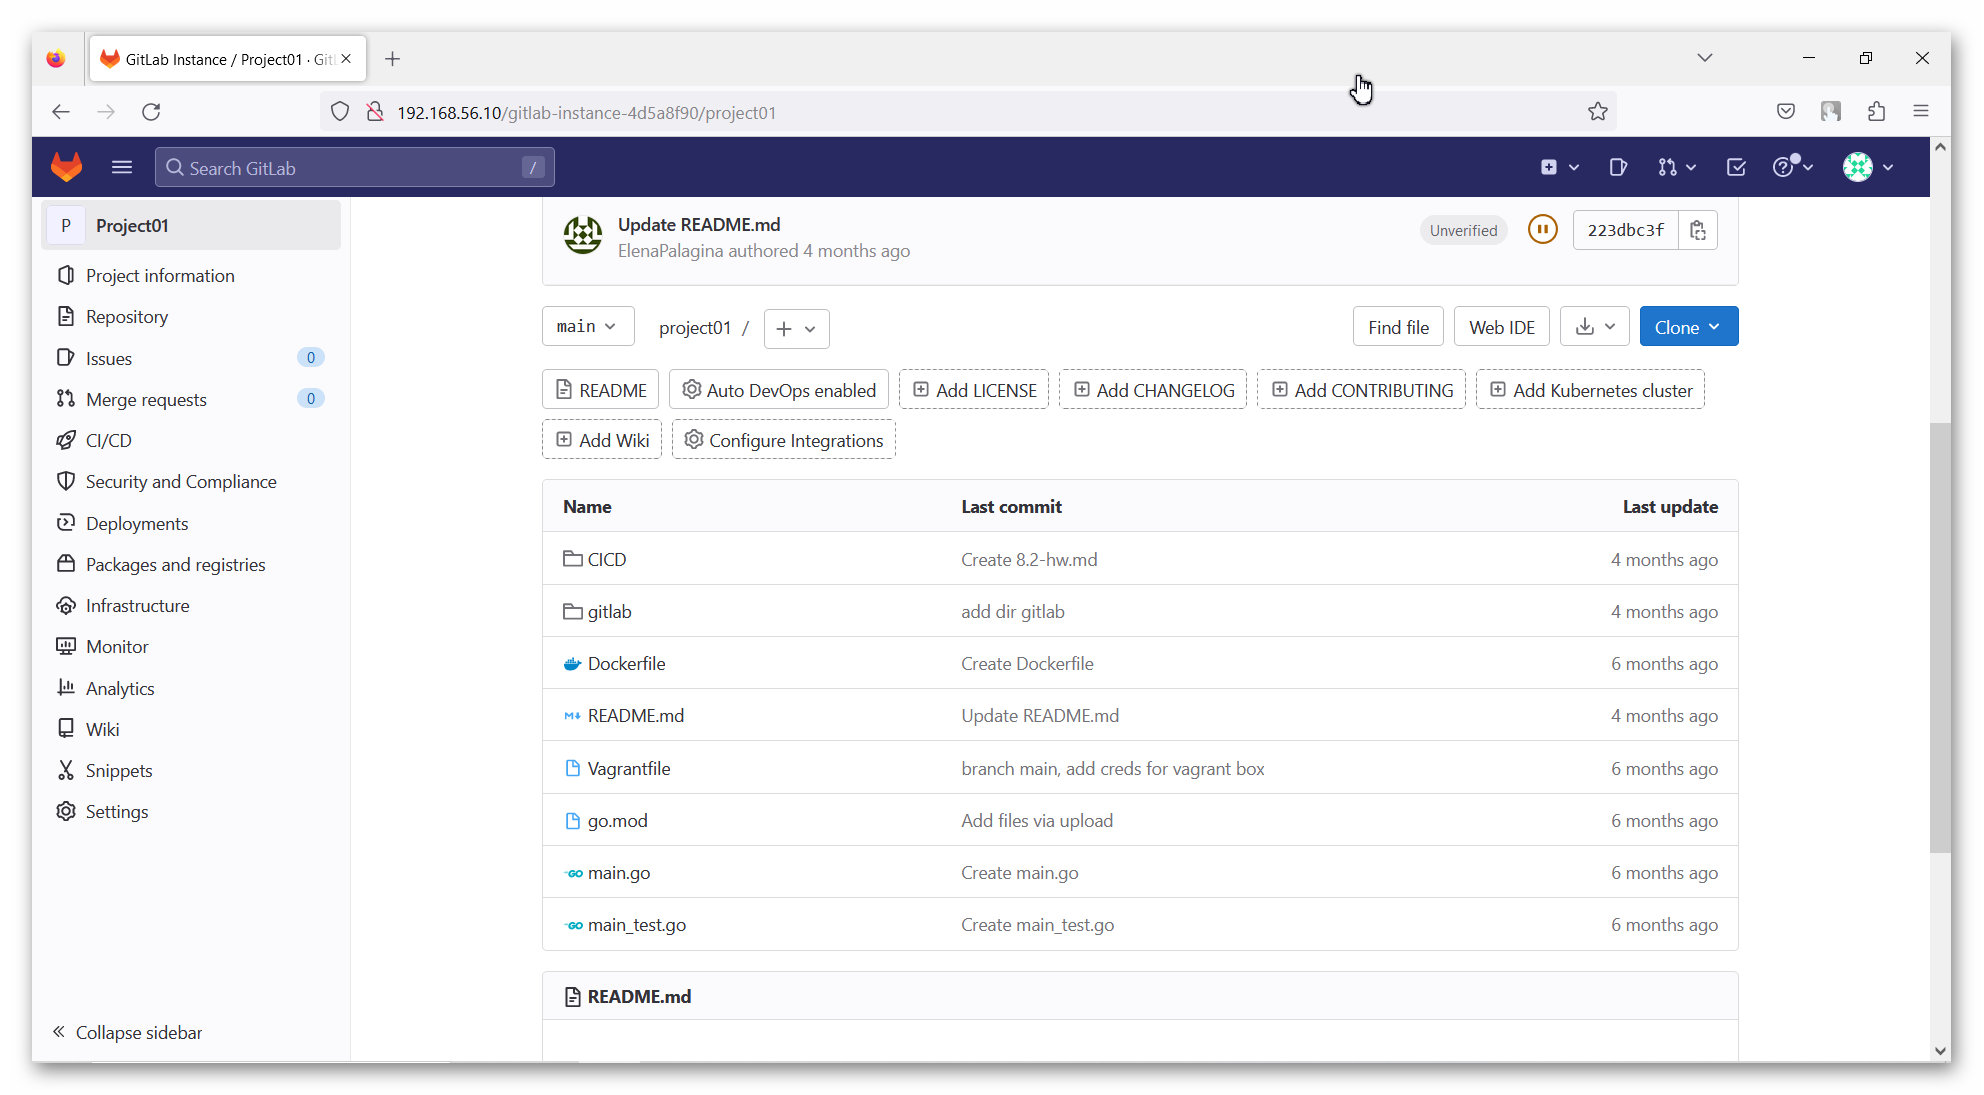 GitLab Instance / Project01 · Git
192.168.56.10/gitlab-instance-4d5a8f90/project01
Search GitLab /
P Project01
Project information
Repository
Issues 0
Merge requests 0
CI/CD
Security and Compliance
Deployments
Packages and registries
Infrastructure
Monitor
Analytics
Wiki
Snippets
Settings
Collapse sidebar
Update README.md
ElenaPalagina authored 4 months ago
Unverified
223dbc3f
main project01 / Find file Web IDE Clone
README Auto DevOps enabled Add LICENSE Add CHANGELOG Add CONTRIBUTING Add Kubernetes cluster
Add Wiki Configure Integrations
Name Last commit Last update
CICD Create 8.2-hw.md 4 months ago
gitlab add dir gitlab 4 months ago
Dockerfile Create Dockerfile 6 months ago
README.md Update README.md 4 months ago
Vagrantfile branch main, add creds for vagrant box 6 months ago
go.mod Add files via upload 6 months ago
main.go Create main.go 6 months ago
main_test.go Create main_test.go 6 months ago
README.md